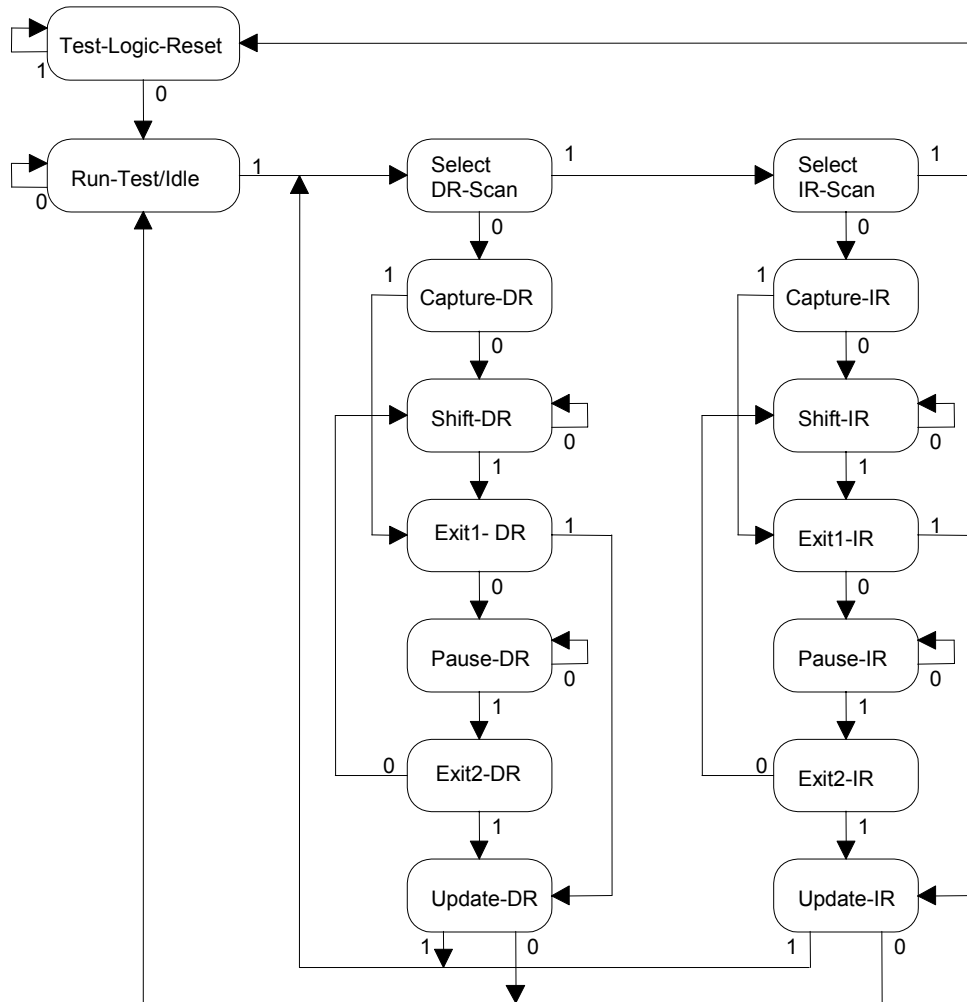 Test-Logic-Reset
1
0
Run-Test/Idle
1
0
Select
DR-Scan
1
Select
IR-Scan
1
0
0
1
Capture-DR
1
Capture-IR
0
0
Shift-DR
0
Shift-IR
0
1
1
Exit1- DR
1
Exit1-IR
1
0
0
Pause-DR
0
Pause-IR
0
1
1
0
Exit2-DR
0
Exit2-IR
1
1
Update-DR
Update-IR
1
0
1
0